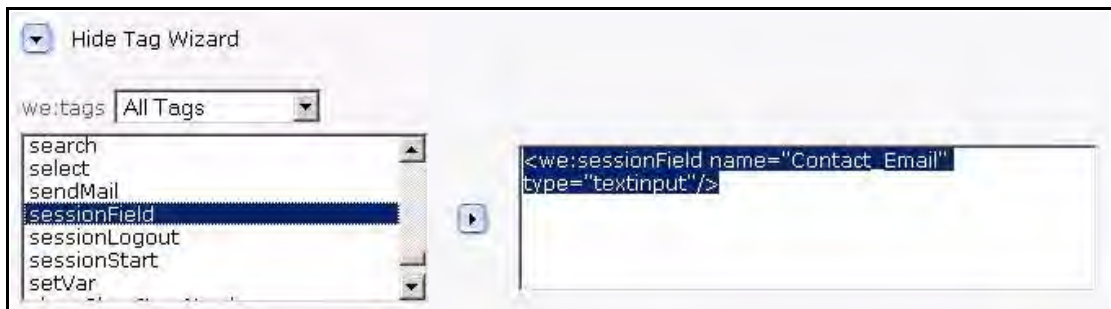 Hide Tag Wizard
we:tags All Tags
search
select
sendMail
sessionField
sessionLogout
sessionStart
setVar
<we:sessionField name="Contact_Email"
type="textinput"/>